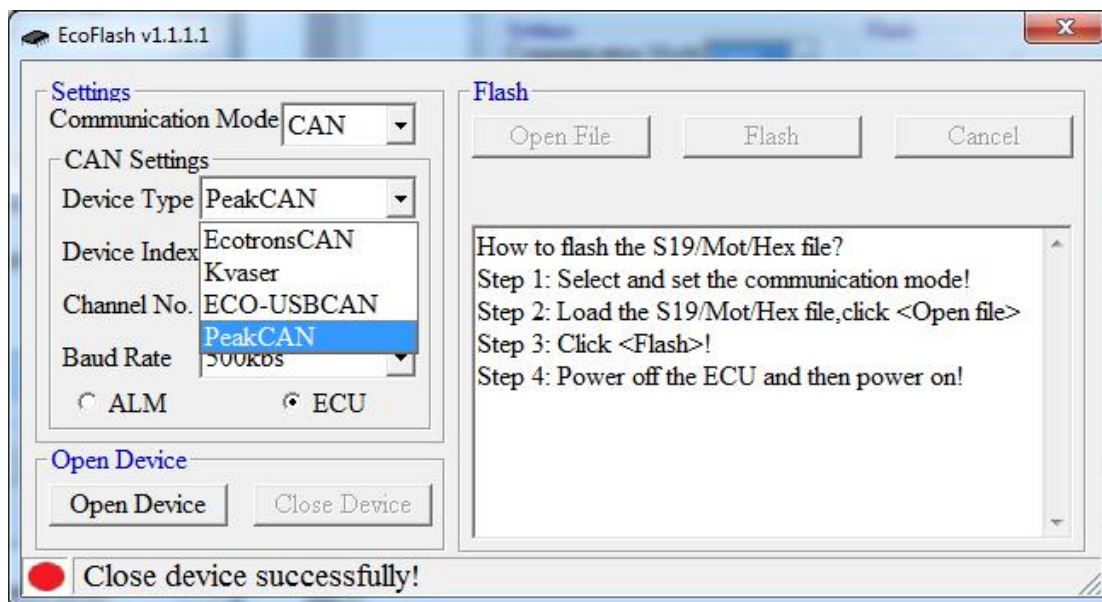 EcoFlash v1.1.1.1
Settings
Communication Mode CAN
CAN Settings
Device Type PeakCAN
EcotronsCAN
Device Index
Kvaser
Channel No. ECO-USBCAN
PeakCAN
Baud Rate 500kbs
ALM ECU
Open Device
Open Device Close Device
Flash
Open File Flash Cancel
How to flash the S19/Mot/Hex file?
Step 1: Select and set the communication mode!
Step 2: Load the S19/Mot/Hex file,click <Open file>
Step 3: Click <Flash>!
Step 4: Power off the ECU and then power on!
Close device successfully!